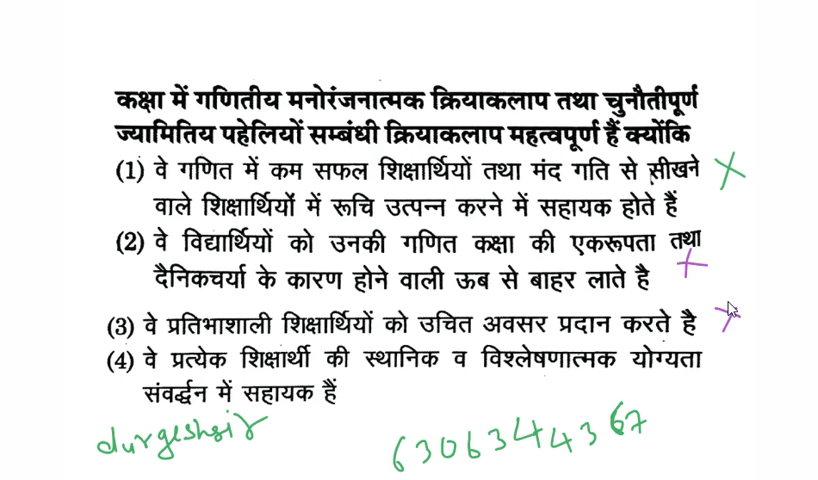 कक्षा में गणितीय मनोरंजनात्मक क्रियाकलाप तथा चुनौतीपूर्ण
ज्यामितिय पहेलियों सम्बंधी क्रियाकलाप महत्वपूर्ण हैं क्योंकि
(1) वे गणित में कम सफल शिक्षार्थियों तथा मंद गति से सीखने
वाले शिक्षार्थियों में रूचि उत्पन्न करने में सहायक होते हैं
(2) वे विद्यार्थियों को उनकी गणित कक्षा की एकरूपता तथा
दैनिकचर्या के कारण होने वाली ऊब से बाहर लाते है
(3) वे प्रतिभाशाली शिक्षार्थियों को उचित अवसर प्रदान करते है
(4) वे प्रत्येक शिक्षार्थी की स्थानिक व विश्लेषणात्मक योग्यता
संवर्द्धन में सहायक हैं
durgeshsir 6306344367